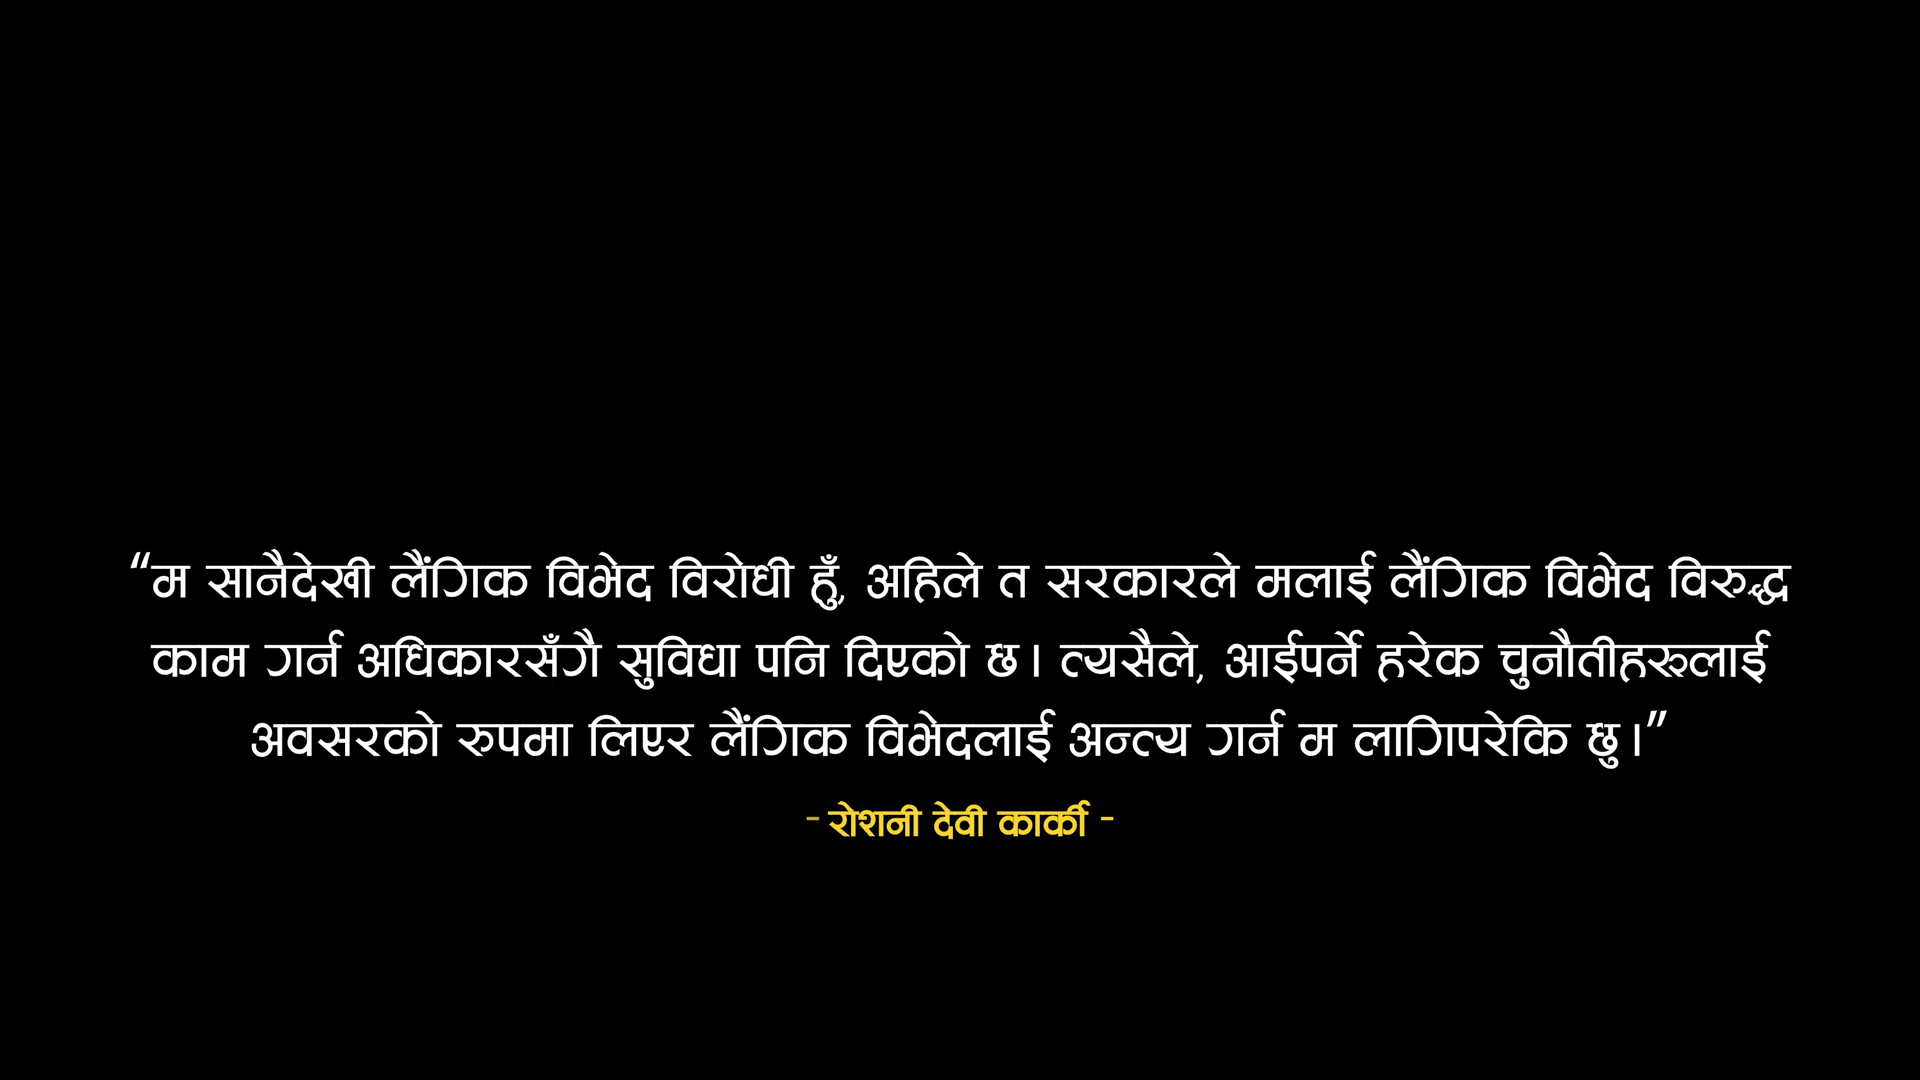 “म सानैदेखी लैंगिक विभेद विरोधी हुँ, अहिले त सरकारले मलाई लैंगिक विभेद विरुद्ध
काम गर्न अधिकारसँगै सुविधा पनि दिएको छ। त्यसैले, आईपर्ने हरेक चुनौतीहरुलाई
अवसरको रुपमा लिएर लैंगिक विभेदलाई अन्त्य गर्न म लागिपरेकि छु।”
- रोशनी देवी कार्की -